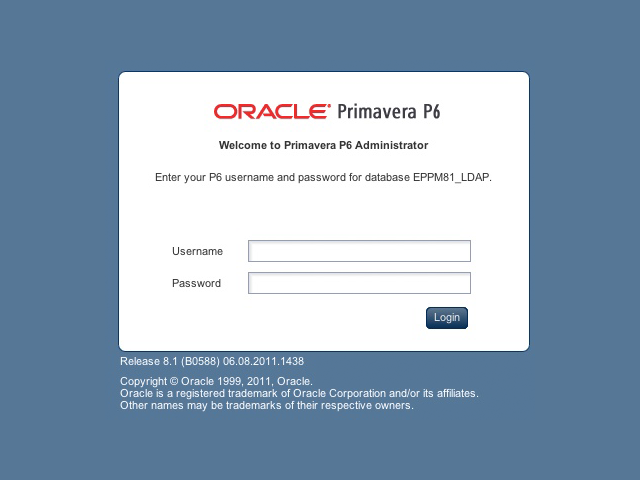 ORACLE® Primavera P6
Welcome to Primavera P6 Administrator
Enter your P6 username and password for database EPPM81_LDAP.
Username
Password
Login
Release 8.1 (B0588) 06.08.2011.1438
Copyright © Oracle 1999, 2011, Oracle.
Oracle is a registered trademark of Oracle Corporation and/or its affiliates.
Other names may be trademarks of their respective owners.